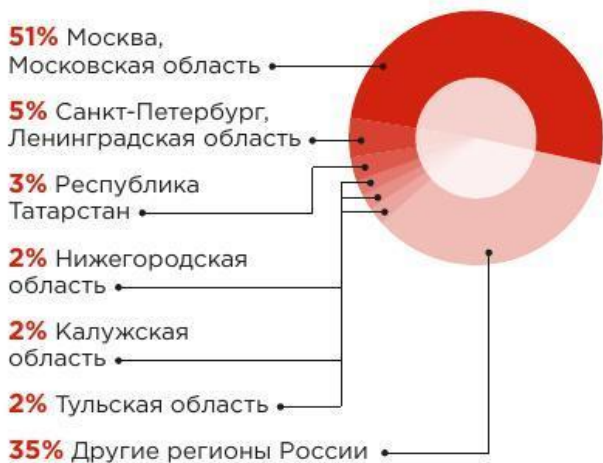 51% Москва,
Московская область
5% Санкт-Петербург,
Ленинградская область
3% Республика
Татарстан
2% Нижегородская
область
2% Калужская
область
2% Тульская область
35% Другие регионы России